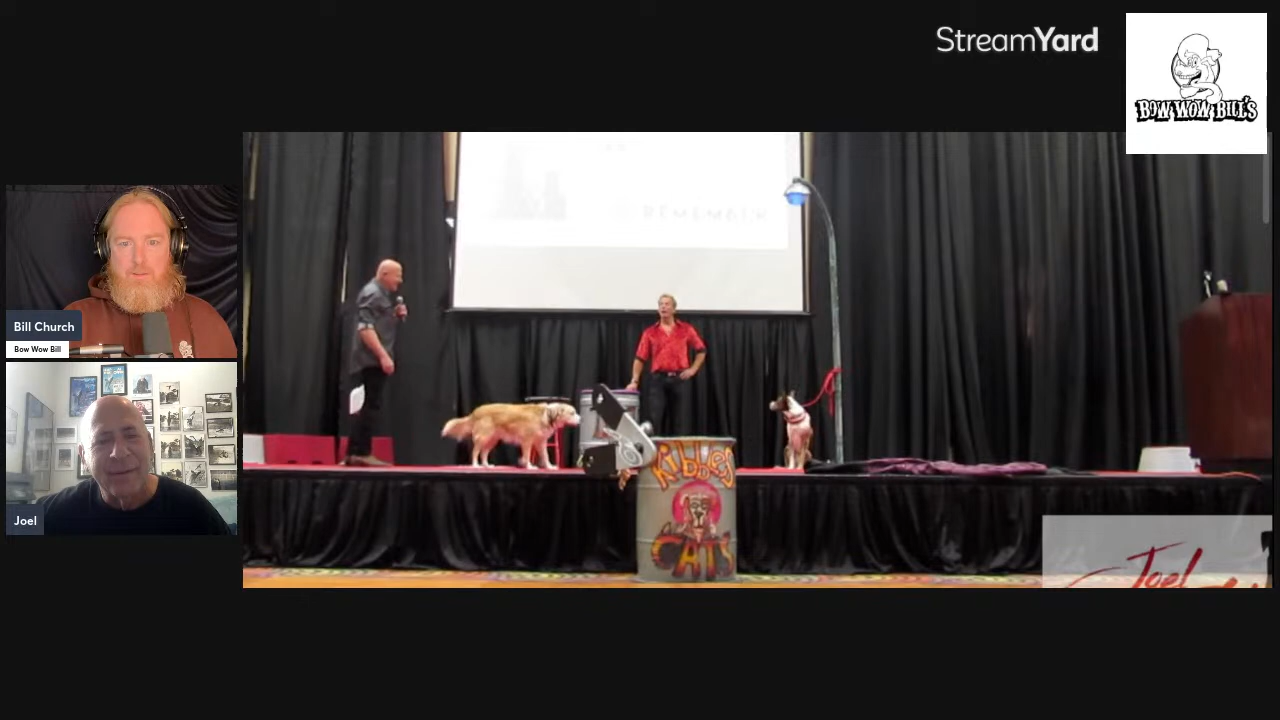 StreamYard
BOW WOW BILL'S
REMEMBER
Bill Church
Bow Wow Bill
Joel
Kibbles
CATS
Joel